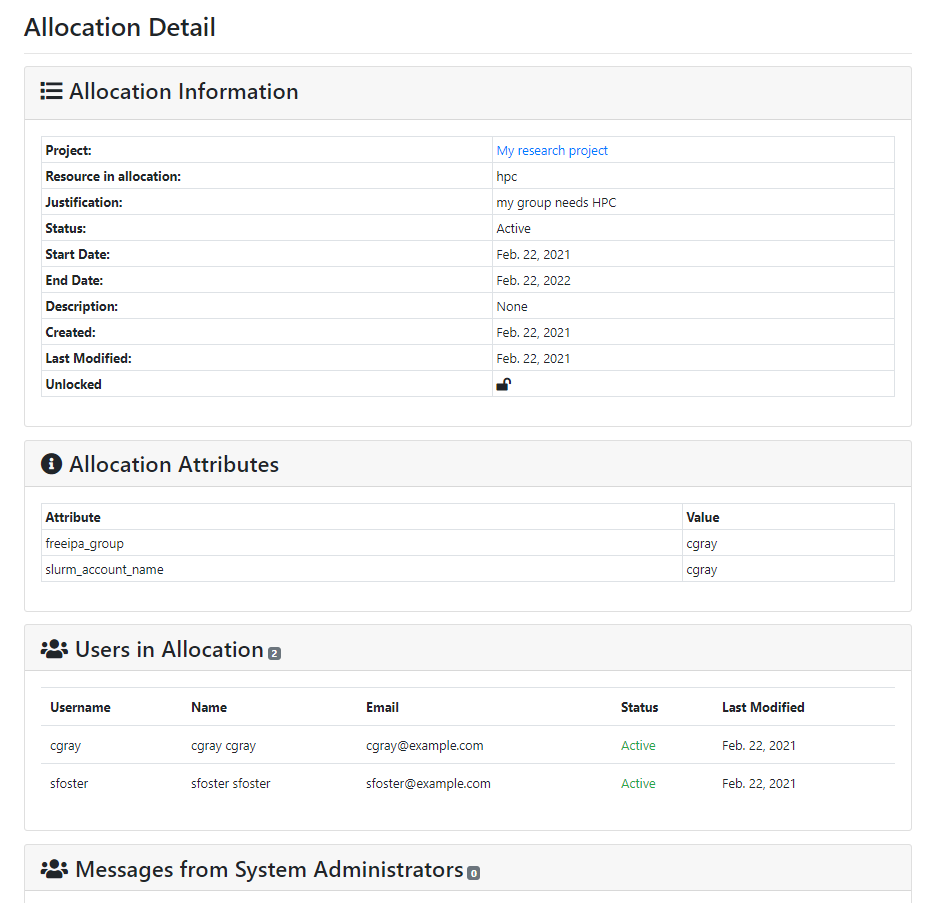 Allocation Detail
Allocation Information
Project: My research project
Resource in allocation: hpc
Justification: my group needs HPC
Status: Active
Start Date: Feb. 22, 2021
End Date: Feb. 22, 2022
Description: None
Created: Feb. 22, 2021
Last Modified: Feb. 22, 2021
Unlocked
Allocation Attributes
Attribute Value
freeipa_group cgray
slurm_account_name cgray
Users in Allocation 2
Username Name Email Status Last Modified
cgray cgray cgray cgray@example.com Active Feb. 22, 2021
sfoster sfoster sfoster sfoster@example.com Active Feb. 22, 2021
Messages from System Administrators 0